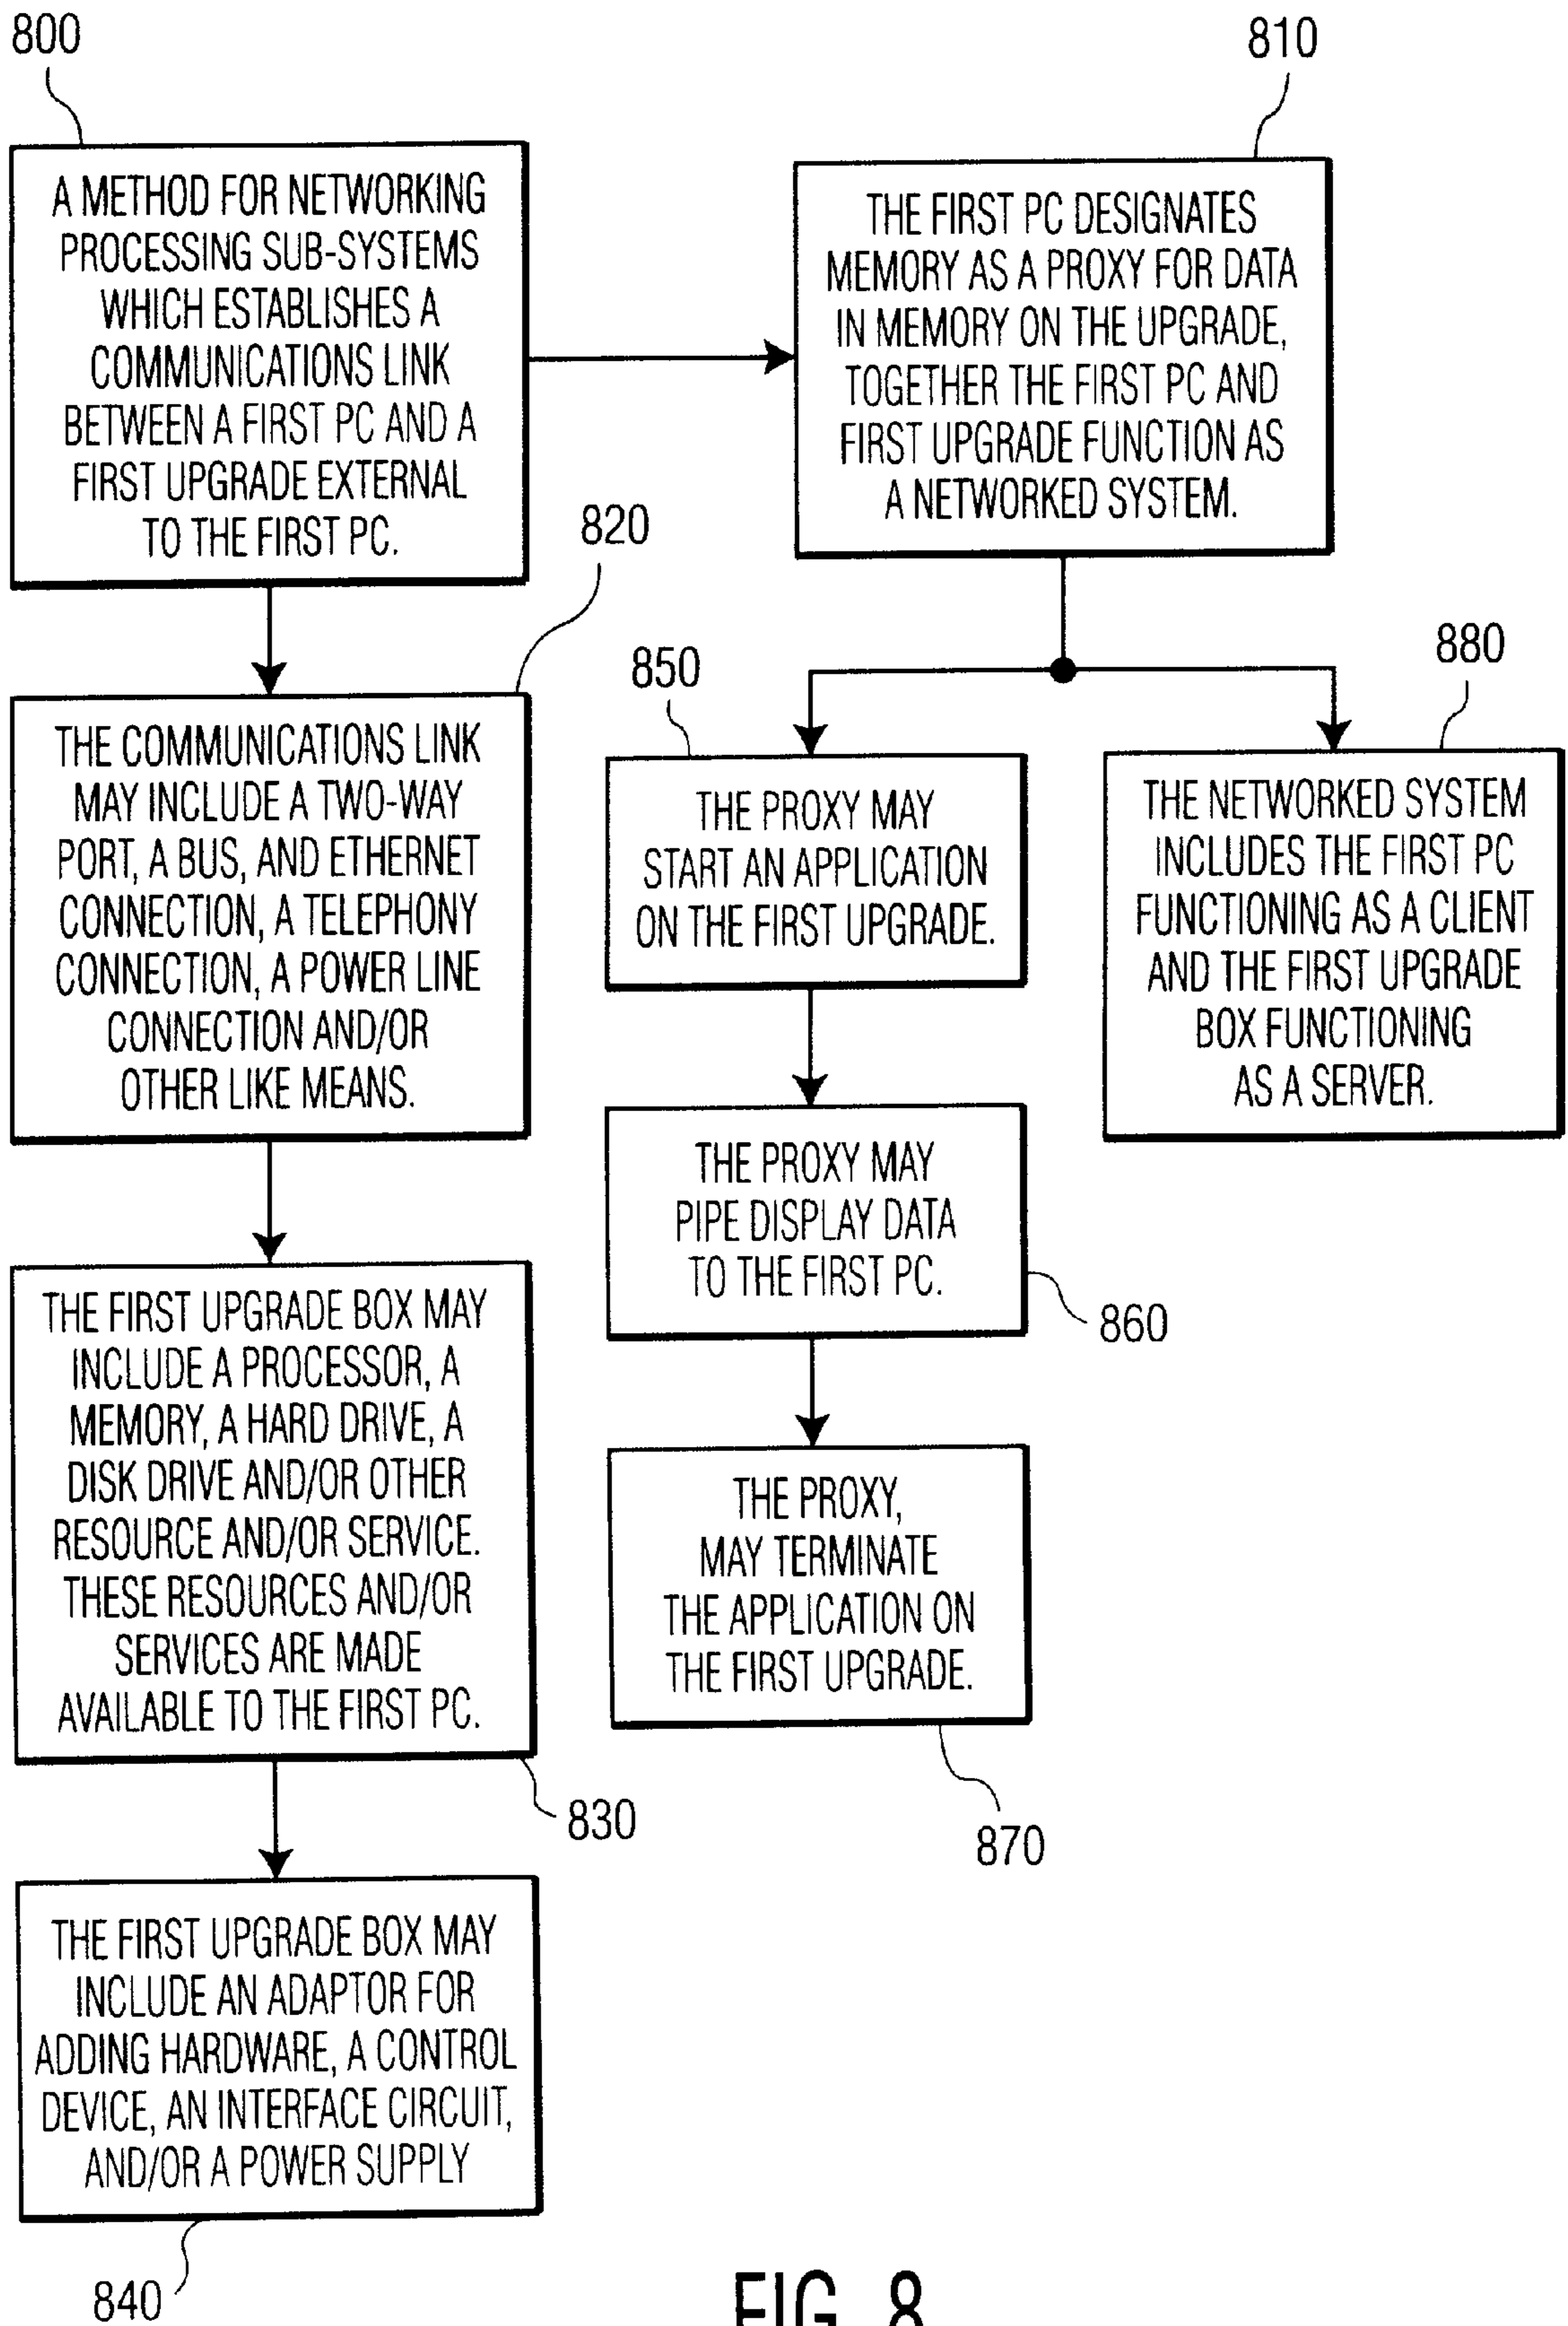 800
A METHOD FOR NETWORKING
PROCESSING SUB-SYSTEMS
WHICH ESTABLISHES A
COMMUNICATIONS LINK
BETWEEN A FIRST PC AND A
FIRST UPGRADE EXTERNAL
TO THE FIRST PC.
810
THE FIRST PC DESIGNATES
MEMORY AS A PROXY FOR DATA
IN MEMORY ON THE UPGRADE,
TOGETHER THE FIRST PC AND
FIRST UPGRADE FUNCTION AS
A NETWORKED SYSTEM.
820
THE COMMUNICATIONS LINK
MAY INCLUDE A TWO-WAY
PORT, A BUS, AND ETHERNET
CONNECTION, A TELEPHONY
CONNECTION, A POWER LINE
CONNECTION AND/OR
OTHER LIKE MEANS.
850
THE PROXY MAY
START AN APPLICATION
ON THE FIRST UPGRADE.
880
THE NETWORKED SYSTEM
INCLUDES THE FIRST PC
FUNCTIONING AS A CLIENT
AND THE FIRST UPGRADE
BOX FUNCTIONING
AS A SERVER.
THE PROXY MAY
PIPE DISPLAY DATA
TO THE FIRST PC.
860
THE FIRST UPGRADE BOX MAY
INCLUDE A PROCESSOR, A
MEMORY, A HARD DRIVE, A
DISK DRIVE AND/OR OTHER
RESOURCE AND/OR SERVICE.
THESE RESOURCES AND/OR
SERVICES ARE MADE
AVAILABLE TO THE FIRST PC.
830
THE PROXY,
MAY TERMINATE
THE APPLICATION ON
THE FIRST UPGRADE.
870
THE FIRST UPGRADE BOX MAY
INCLUDE AN ADAPTOR FOR
ADDING HARDWARE, A CONTROL
DEVICE, AN INTERFACE CIRCUIT,
AND/OR A POWER SUPPLY
840
FIG. 8